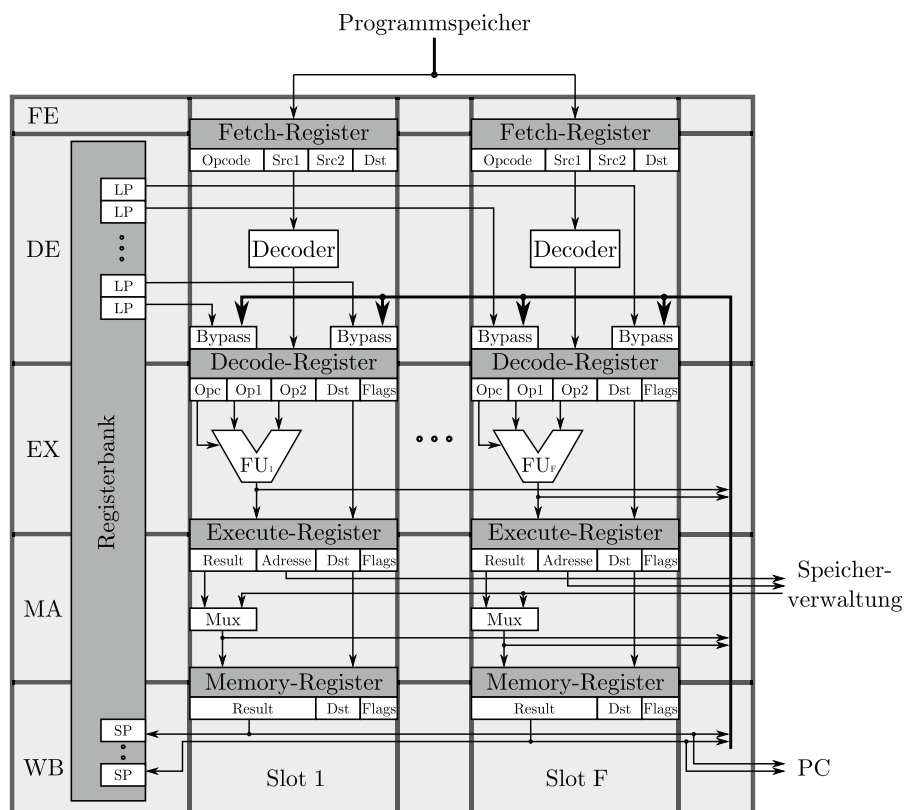 Programmspeicher
FE
Fetch-Register
Fetch-Register
Opcode Src1 Src2 Dst
Opcode Src1 Src2 Dst
LP
LP
DE
Decoder
Decoder
LP
LP
Bypass Bypass
Bypass Bypass
Decode-Register
Decode-Register
Opc Op1 Op2 Dst Flags
Opc Op1 Op2 Dst Flags
EX
Registerbank
FU1
FUF
Execute-Register
Execute-Register
Result Adresse Dst Flags
Result Adresse Dst Flags
Speicher-
verwaltung
MA
Mux
Mux
Memory-Register
Memory-Register
Result Dst Flags
Result Dst Flags
SP
SP
WB
Slot 1
Slot F
PC